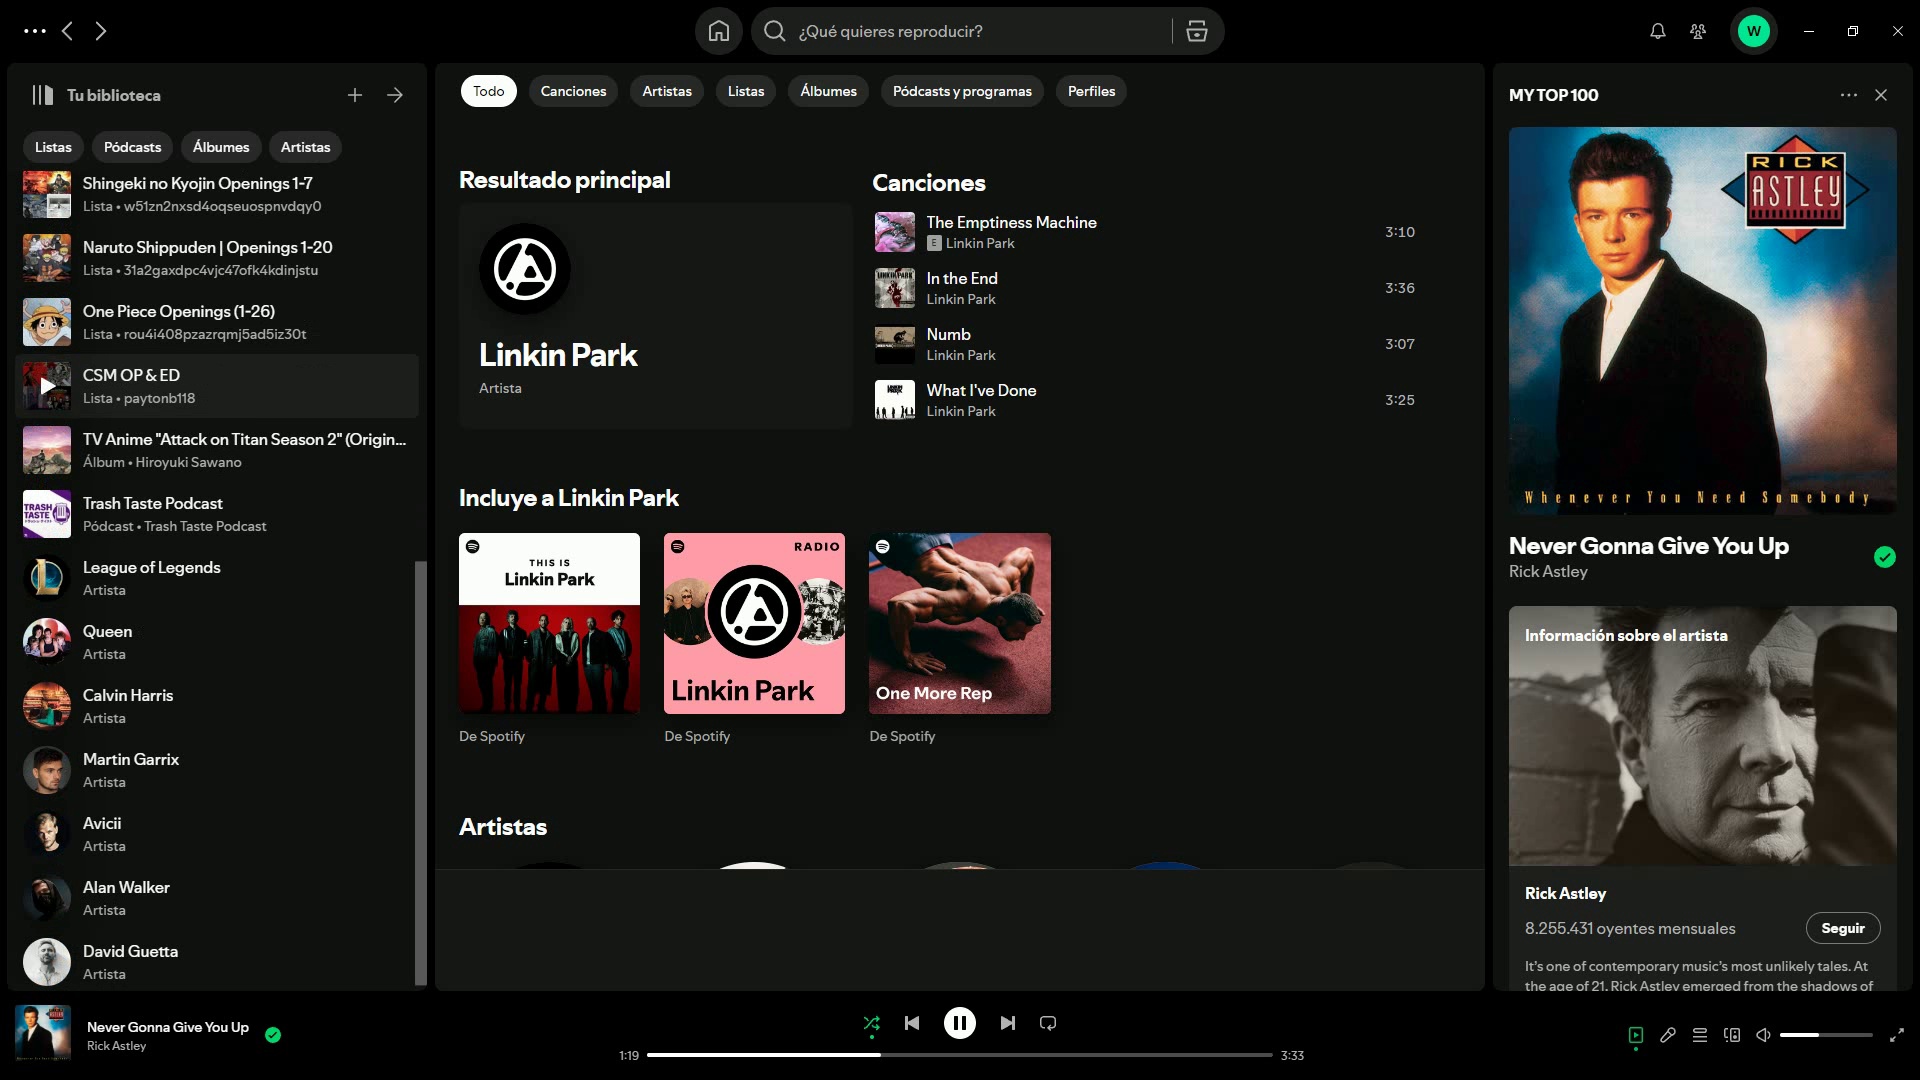 ¿Qué quieres reproducir?
W
Tu biblioteca
Listas
Pódcasts
Álbumes
Artistas
Shingeki no Kyojin Openings 1-7
Lista • w51zn2nxsd4oqseuospnvdqy0
Naruto Shippuden | Openings 1-20
Lista • 31a2gaxdpc4vjc47ofk4kdinjstu
One Piece Openings (1-26)
Lista • rou4i408pzazrqmj5ad5iz30t
CSM OP & ED
Lista • paytonb118
TV Anime "Attack on Titan Season 2" (Origin...
Álbum • Hiroyuki Sawano
TRASH TASTE
Trash Taste Podcast
Pódcast • Trash Taste Podcast
League of Legends
Artista
Queen
Artista
Calvin Harris
Artista
Martin Garrix
Artista
Avicii
Artista
Alan Walker
Artista
David Guetta
Artista
Todo
Canciones
Artistas
Listas
Álbumes
Pódcasts y programas
Perfiles
Resultado principal
Linkin Park
Artista
Canciones
The Emptiness Machine
E Linkin Park
3:10
In the End
Linkin Park
3:36
Numb
Linkin Park
3:07
What I've Done
Linkin Park
3:25
Incluye a Linkin Park
THIS IS
Linkin Park
De Spotify
RADIO
Linkin Park
De Spotify
One More Rep
De Spotify
Artistas
MY TOP 100
RICK
ASTLEY
Whenever You Need Somebody
Never Gonna Give You Up
Rick Astley
Información sobre el artista
Rick Astley
8.255.431 oyentes mensuales
Seguir
It's one of contemporary music's most unlikely tales. At
the age of 21, Rick Astley emerged from the shadows of
Never Gonna Give You Up
Rick Astley
1:19
3:33